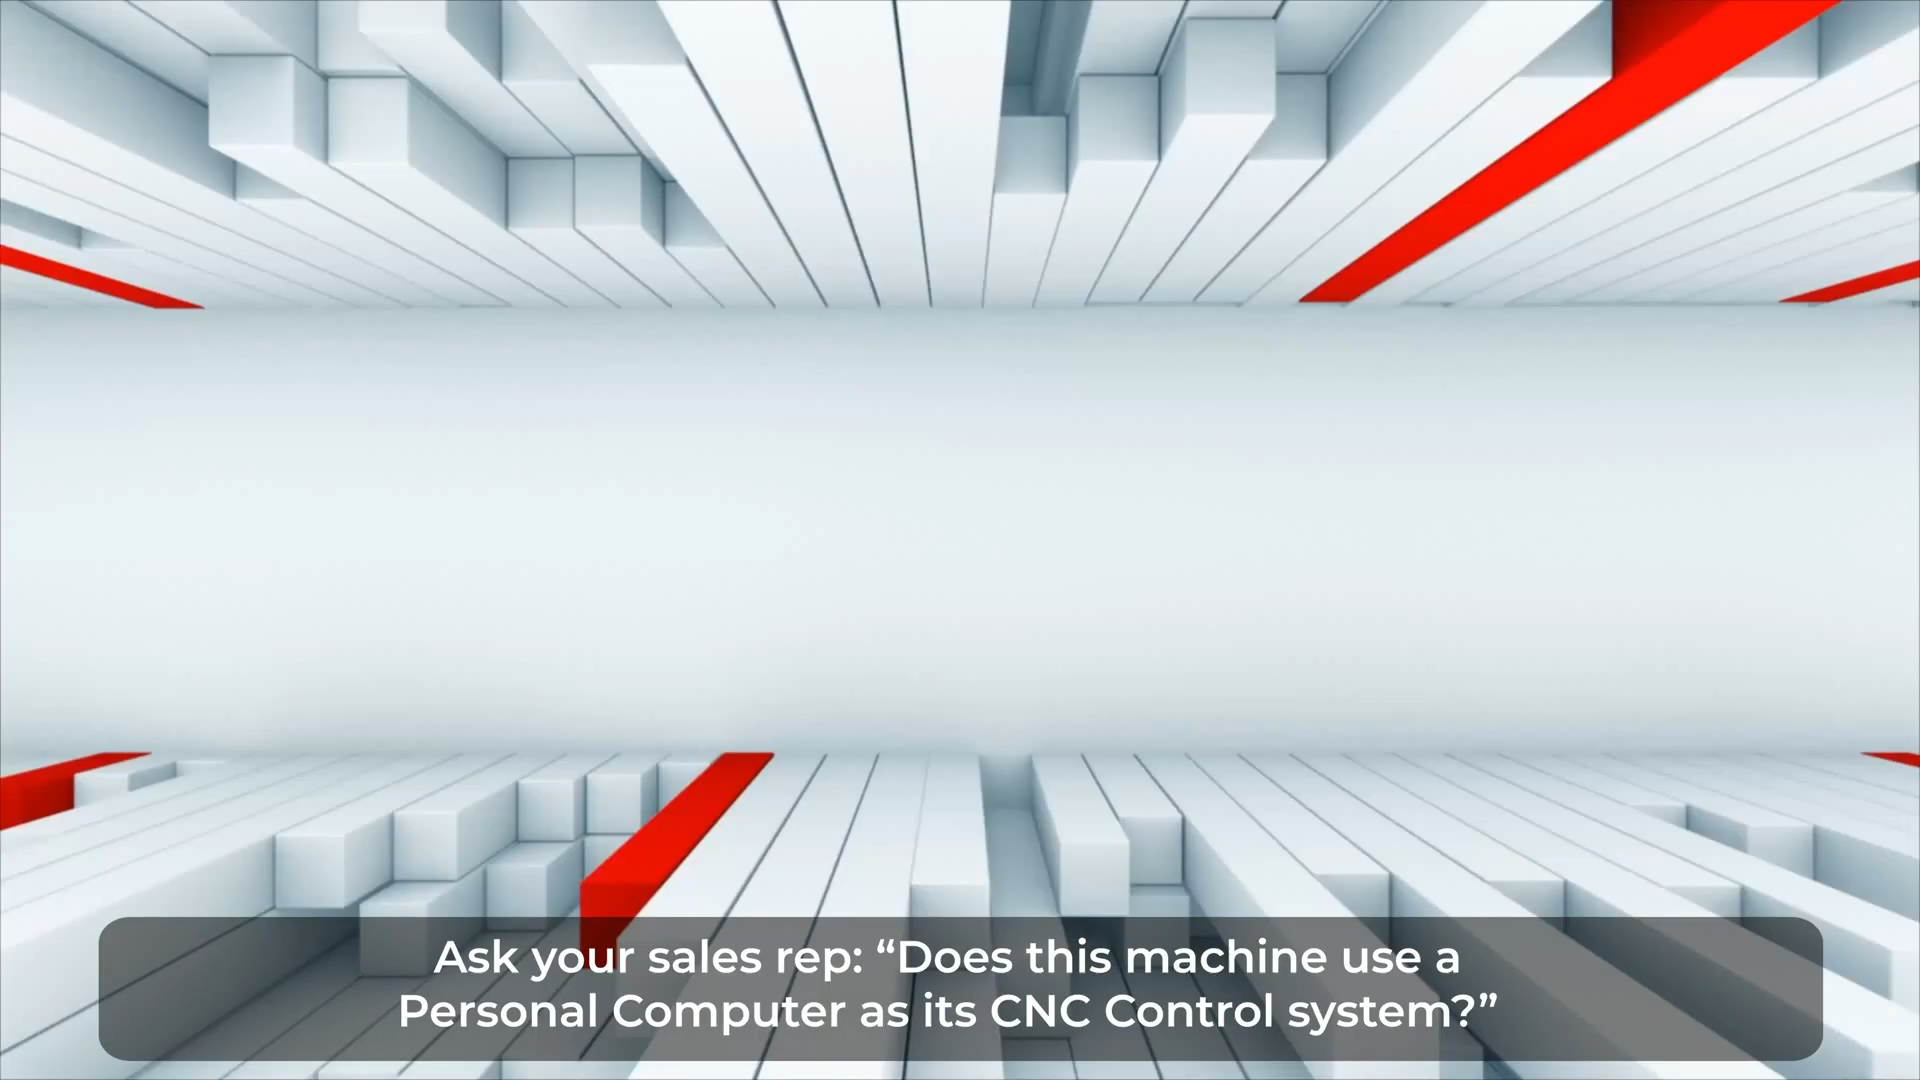 Ask your sales rep: “Does this machine use a
Personal Computer as its CNC Control system?”